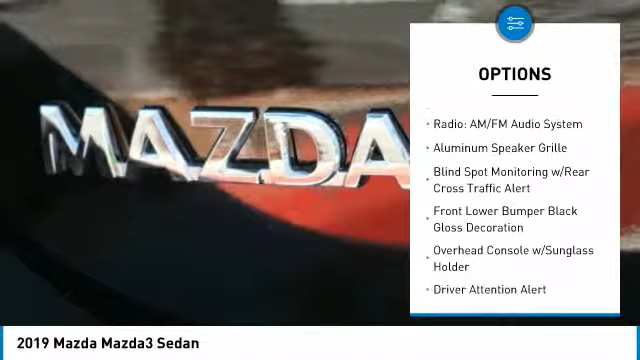 MAZDA
OPTIONS
Radio: AM/FM Audio System
Aluminum Speaker Grille
Blind Spot Monitoring w/Rear
Cross Traffic Alert
Front Lower Bumper Black
Gloss Decoration
Overhead Console w/Sunglass
Holder
Driver Attention Alert
2019 Mazda Mazda3 Sedan